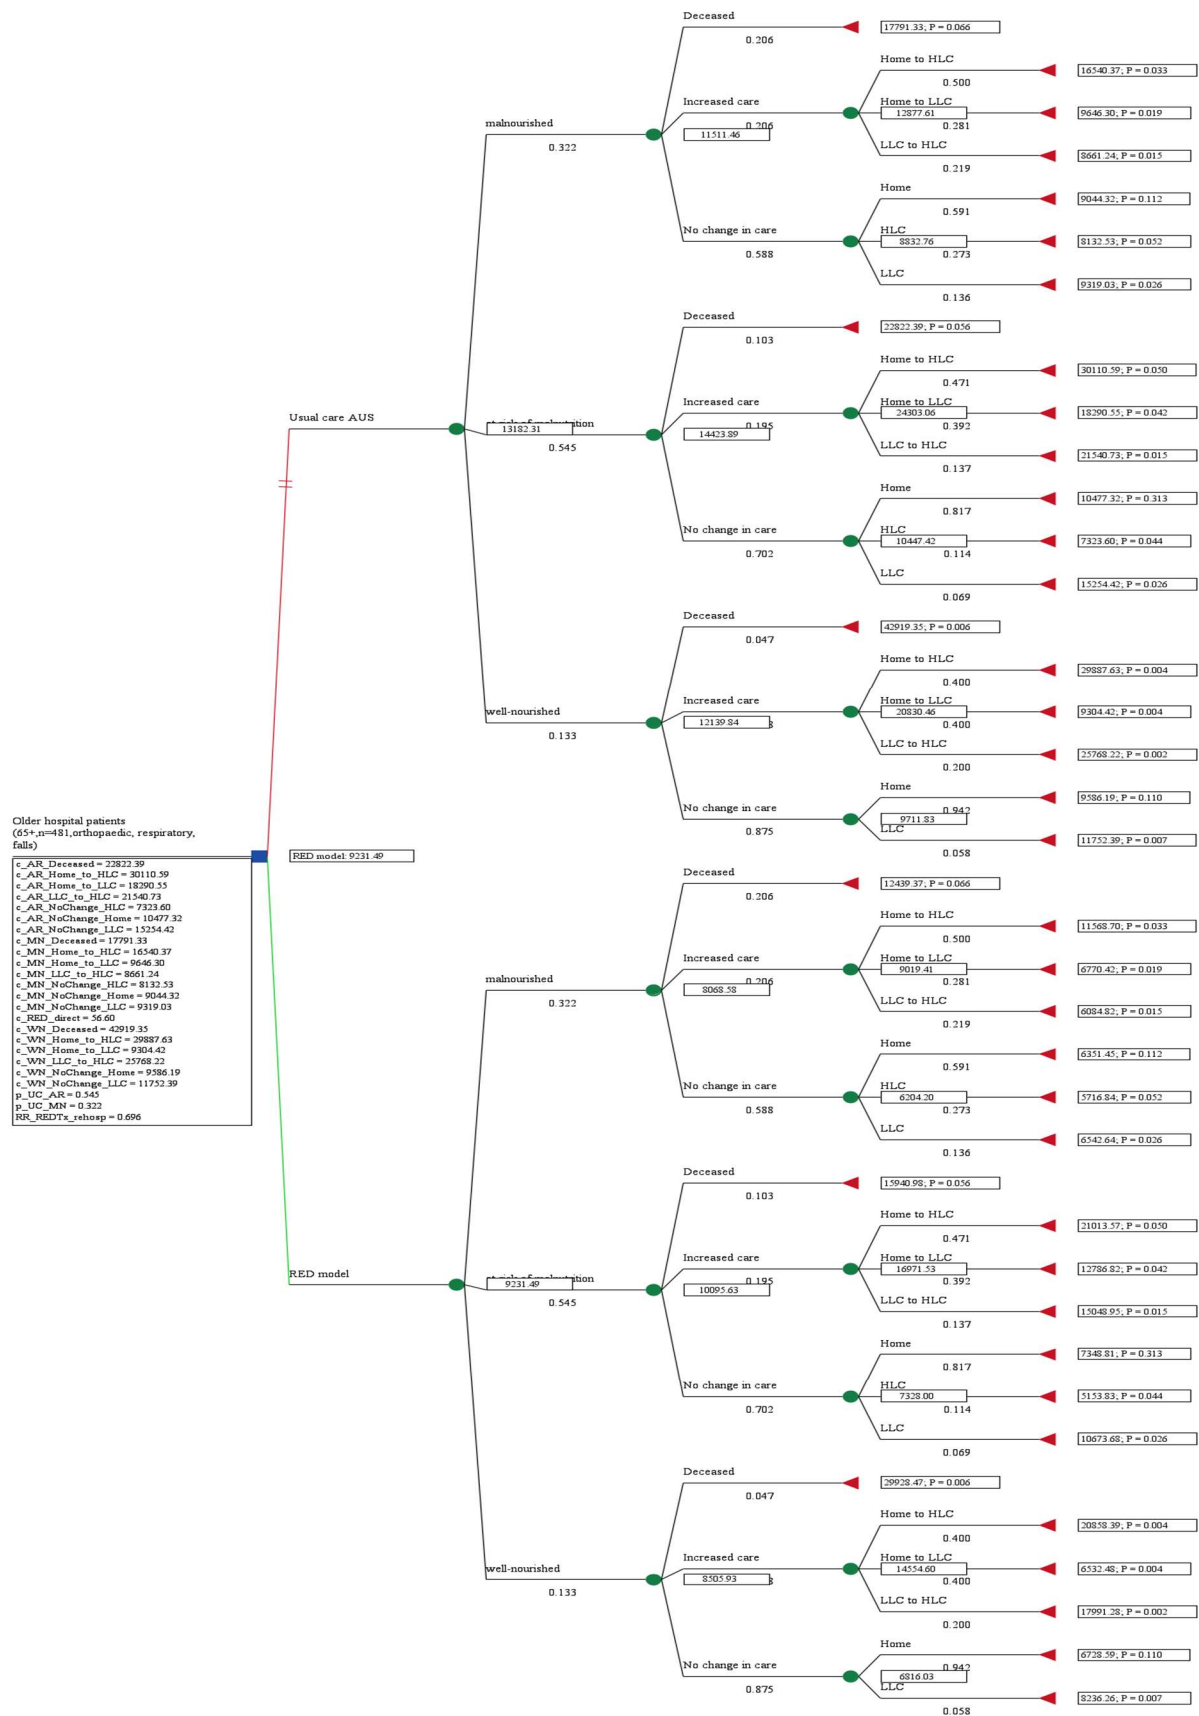 Deceased
0.206
17791.33; P = 0.066
Home to HLC
0.500
16540.37; P = 0.033
Increased care
0.206
11511.46
Home to LLC
12877.61
0.281
9646.30; P = 0.019
malnourished
0.322
LLC to HLC
0.219
8661.24; P = 0.015
Home
0.591
9044.32; P = 0.112
No change in care
0.588
HLC
8832.76
0.273
8132.53; P = 0.052
LLC
0.136
9319.03; P = 0.026
Deceased
0.103
22822.39; P = 0.056
Home to HLC
0.471
30110.59; P = 0.050
Usual care AUS
13182.31
0.545
Increased care
0.195
14423.89
Home to LLC
24303.06
0.392
18290.55; P = 0.042
LLC to HLC
0.137
21540.73; P = 0.015
Home
0.817
10477.32; P = 0.313
No change in care
0.702
HLC
10447.42
0.114
7323.60; P = 0.044
LLC
0.069
15254.42; P = 0.026
Deceased
0.047
42919.35; P = 0.006
Home to HLC
0.400
29887.63; P = 0.004
well-nourished
0.133
Increased care
12139.84
Home to LLC
20830.46
0.400
9304.42; P = 0.004
LLC to HLC
0.200
25768.22; P = 0.002
Home
0.942
9586.19; P = 0.110
No change in care
0.875
9711.83
LLC
0.058
11752.39; P = 0.007
Older hospital patients
(65+,n=481,orthopaedic, respiratory,
falls)
RED model: 9231.49
c_AR_Deceased = 22822.39
c_AR_Home_to_HLC = 30110.59
c_AR_Home_to_LLC = 18290.55
c_AR_LLC_to_HLC = 21540.73
c_AR_NoChange_HLC = 7323.60
c_AR_NoChange_Home = 10477.32
c_AR_NoChange_LLC = 15254.42
c_MN_Deceased = 17791.33
c_MN_Home_to_HLC = 16540.37
c_MN_Home_to_LLC = 9646.30
c_MN_LLC_to_HLC = 8661.24
c_MN_NoChange_HLC = 8132.53
c_MN_NoChange_Home = 9044.32
c_MN_NoChange_LLC = 9319.03
c_RED_direct = 56.60
c_WN_Deceased = 42919.35
c_WN_Home_to_HLC = 29887.63
c_WN_Home_to_LLC = 9304.42
c_WN_LLC_to_HLC = 25768.22
c_WN_NoChange_Home = 9586.19
c_WN_NoChange_LLC = 11752.39
p_UC_AR = 0.545
p_UC_MN = 0.322
RR_REDTx_rehosp = 0.696
Deceased
0.206
12439.37; P = 0.066
Home to HLC
0.500
11568.70; P = 0.033
malnourished
0.322
Increased care
0.206
8068.58
Home to LLC
9019.41
0.281
6770.42; P = 0.019
LLC to HLC
0.219
6084.82; P = 0.015
Home
0.591
6351.45; P = 0.112
No change in care
0.588
HLC
6204.20
0.273
5716.84; P = 0.052
LLC
0.136
6542.64; P = 0.026
Deceased
0.103
15940.98; P = 0.056
Home to HLC
0.471
21013.57; P = 0.050
RED model
9231.49
0.545
Increased care
0.195
10095.63
Home to LLC
16971.53
0.392
12786.82; P = 0.042
LLC to HLC
0.137
15048.95; P = 0.015
Home
0.817
7348.81; P = 0.313
No change in care
0.702
HLC
7328.00
0.114
5153.83; P = 0.044
LLC
0.069
10673.68; P = 0.026
Deceased
0.047
29928.47; P = 0.006
Home to HLC
0.400
20858.39; P = 0.004
well-nourished
0.133
Increased care
8505.93
Home to LLC
14554.60
0.400
6532.48; P = 0.004
LLC to HLC
0.200
17991.28; P = 0.002
Home
0.942
6728.59; P = 0.110
No change in care
0.875
6816.03
LLC
0.058
8236.26; P = 0.007